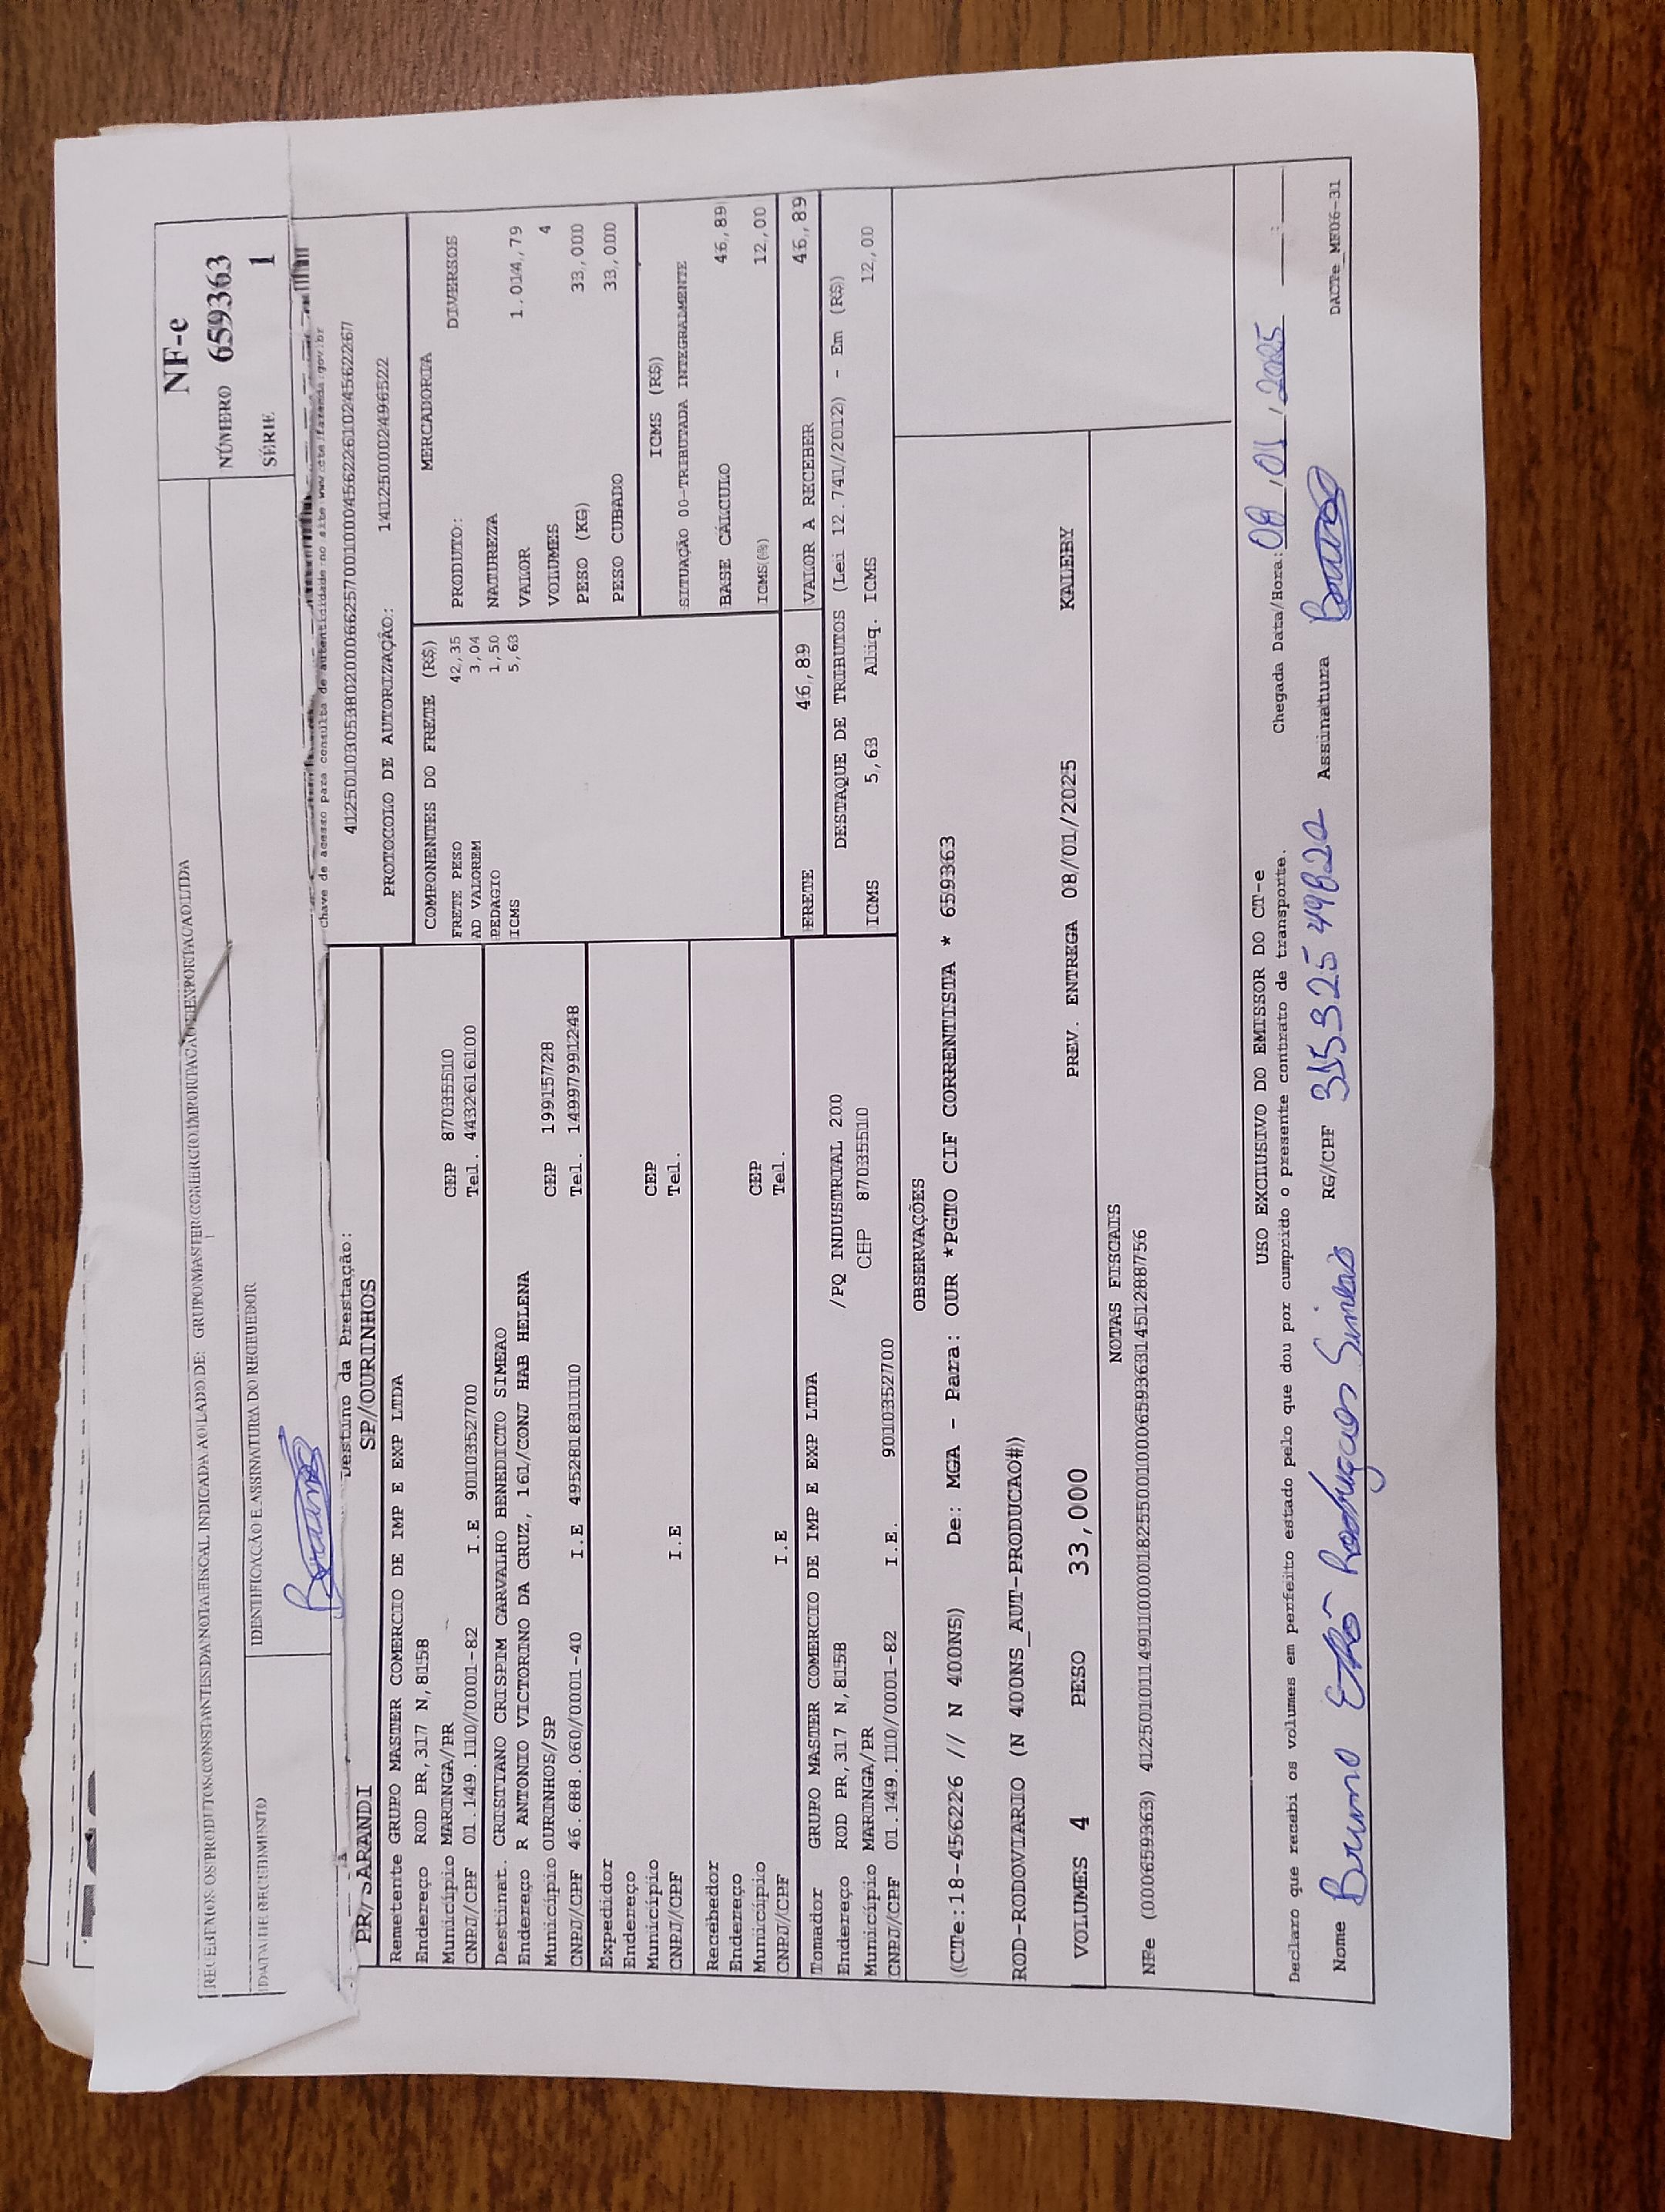 RECEBEMOS OS PRODUTOS CONSTANTES DA NOTA FISCAL INDICADA AO LADO DE: GRUPO MASTER COMERCIO IMPORTACAO EXPORTACAO LTDA
NF-e
NÚMERO 659363
SÉRIE 1
DATA DE RECEBIMENTO
IDENTIFICAÇÃO E ASSINATURA DO RECEBEDOR
chave de acesso para consulta de autenticidade no site www.cte.fazenda.gov.br
PROTOCOLO DE AUTORIZAÇÃO: 141250002496522
Destino da Prestação:
PR/SARANDI SP/OURINHOS
Remetente GRUPO MASTER COMERCIO DE IMP E EXP LTDA
Endereço ROD PR,317 N,8158
Município MARINGA/PR CEP 87035510
CNPJ/CPF 01.149.110/0001-82 I.E 9010352700 Tel. 4432616100
Destinat. CRISTIANO CRISPIM CARVALHO BENEDICTO SIMEAO
Endereço R ANTONIO VICTORINO DA CRUZ, 161/CONJ HAB HELENA
Município OURINHOS/SP CEP 19915728
CNPJ/CPF 46.688.060/0001-40 I.E 495281831110 Tel. 14997991248
Expedidor
Endereço
Município CEP
CNPJ/CPF I.E Tel.
Recebedor
Endereço
Município CEP
CNPJ/CPF I.E Tel.
Tomador GRUPO MASTER COMERCIO DE IMP E EXP LTDA
Endereço ROD PR,317 N,8158 /PQ INDUSTRIAL 200
Município MARINGA/PR CEP 87035510
CNPJ/CPF 01.149.110/0001-82 I.E. 9010352700
COMPONENTES DO FRETE (R$)
FRETE PESO 42,35
AD VALOREM 3,04
PEDAGIO 1,50
ICMS 5,63
MERCADORIA
PRODUTO: DIVERSOS
NATUREZA
VALOR 1.014,79
VOLUMES 4
PESO (KG) 33,000
PESO CUBADO 33,000
ICMS (R$)
SITUAÇÃO 00-TRIBUTADA INTEGRALMENTE
BASE CÁLCULO 46,89
ICMS(%) 12,00
FRETE 46,89 VALOR A RECEBER 46,89
DESTAQUE DE TRIBUTOS (Lei 12.741/2012) - Em (R$)
ICMS 5,63 Alíq. ICMS 12,00
OBSERVAÇÕES
(CTe:18-456226 // N 400NS) De: MGA - Para: OUR *PGTO CIF CORRENTISTA * 659363
ROD-RODOVIARIO (N 400NS_AUT-PRODUCAO#)
VOLUMES 4 PESO 33,000 PREV. ENTREGA 08/01/2025 KALEBY
NOTAS FISCAIS
NFe (000659363) 41250101149110000182550010006593631451288756
USO EXCLUSIVO DO EMISSOR DO CT-e
Declaro que recebi os volumes em perfeito estado pelo que dou por cumprido o presente contrato de transporte. Chegada Data/Hora: 08/01/2025
Nome Bruno Rodrigues Simeão RG/CPF Assinatura Bruno
DACTe_MF06-31